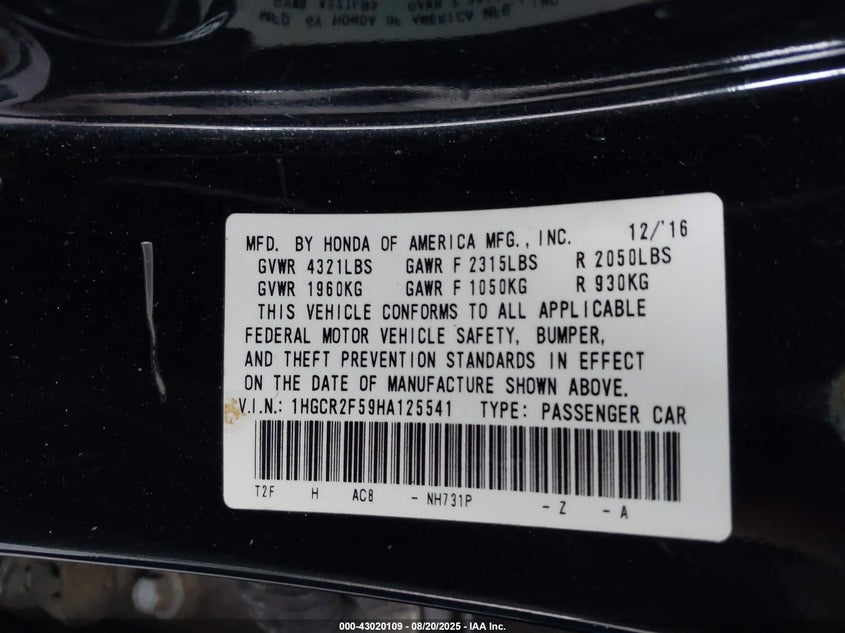 MFD. BY HONDA OF AMERICA MFG., INC. 12/'16
GVWR 4321LBS GAWR F 2315LBS R 2050LBS
GVWR 1960KG GAWR F 1050KG R 930KG
THIS VEHICLE CONFORMS TO ALL APPLICABLE
FEDERAL MOTOR VEHICLE SAFETY, BUMPER,
AND THEFT PREVENTION STANDARDS IN EFFECT
ON THE DATE OF MANUFACTURE SHOWN ABOVE.
V.I.N.: 1HGCR2F59HA125541 TYPE: PASSENGER CAR
T2F H AC8 - NH731P - Z - A
000-43020109 - 08/20/2025 - IAA Inc.